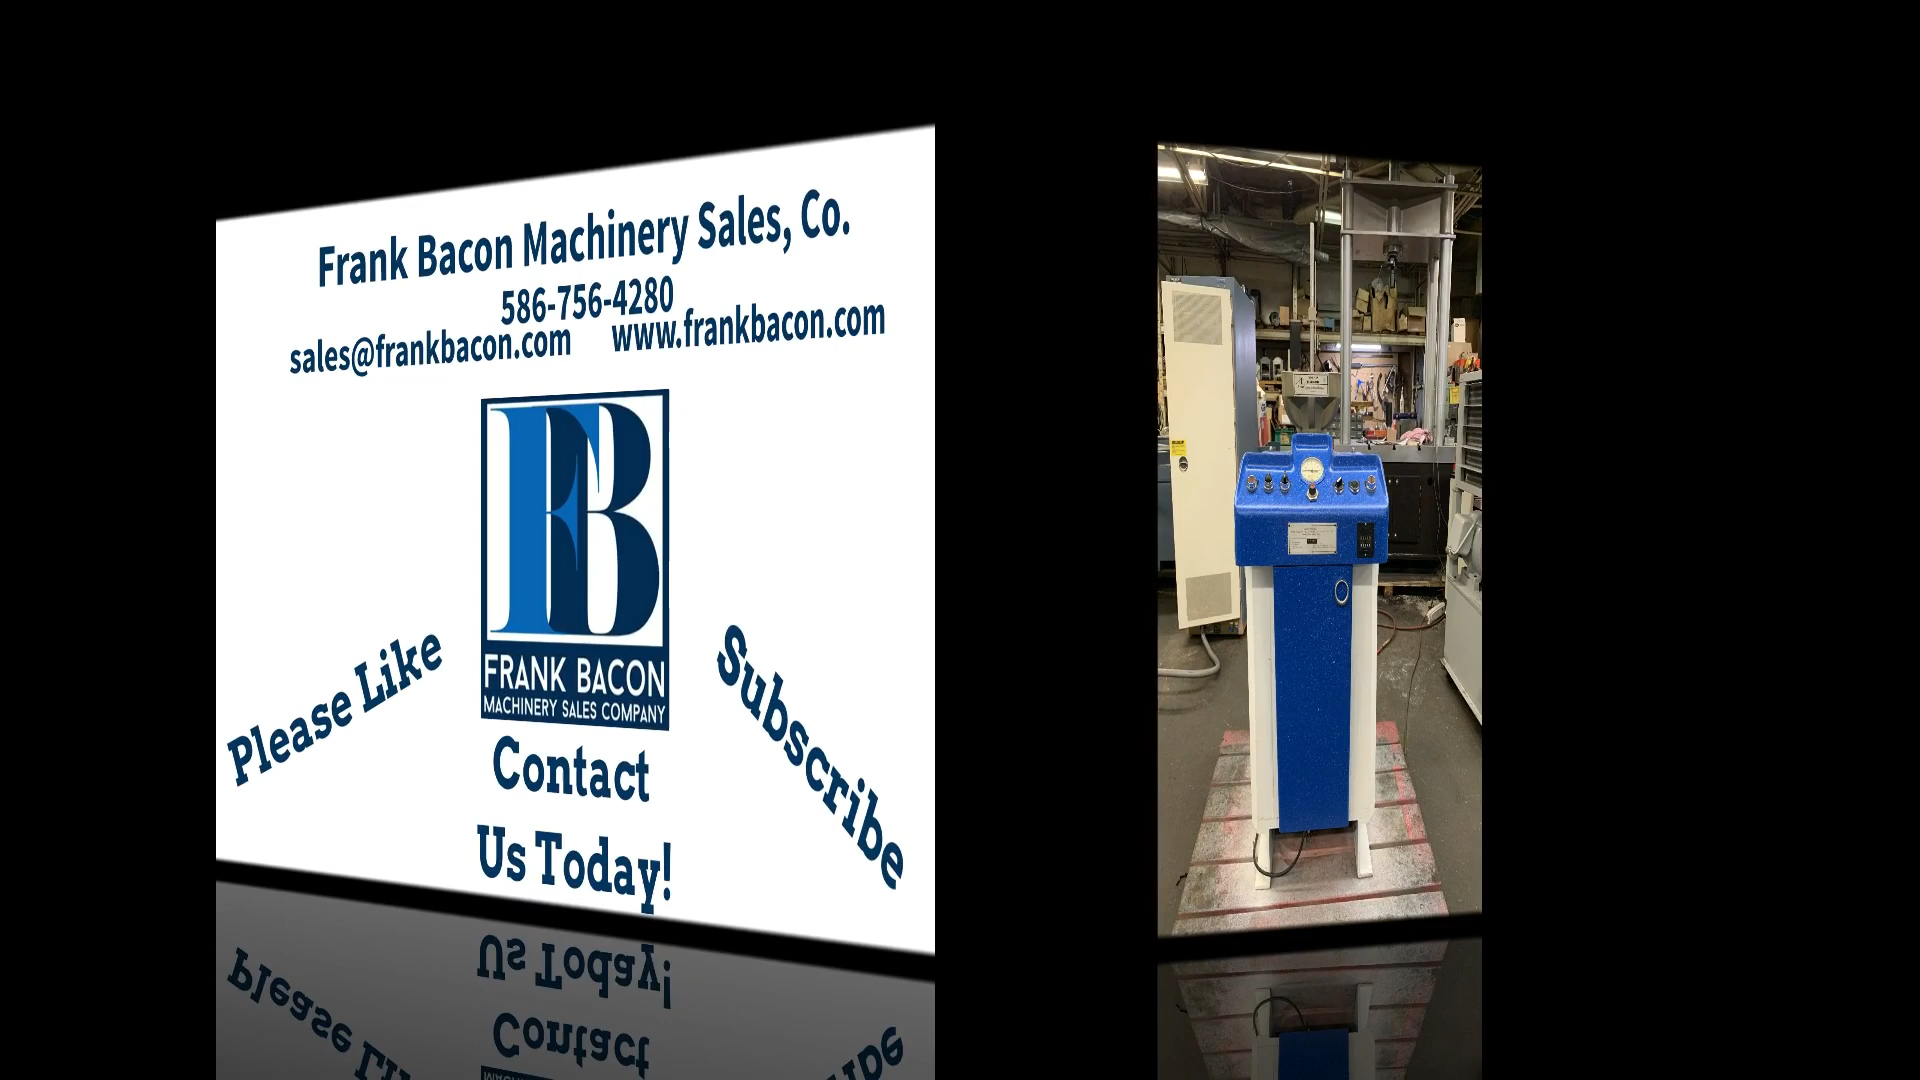 Frank Bacon Machinery Sales, Co.
586-756-4280
sales@frankbacon.com www.frankbacon.com
FB
FRANK BACON
MACHINERY SALES COMPANY
Please Like
Subscribe
Contact
Us Today!